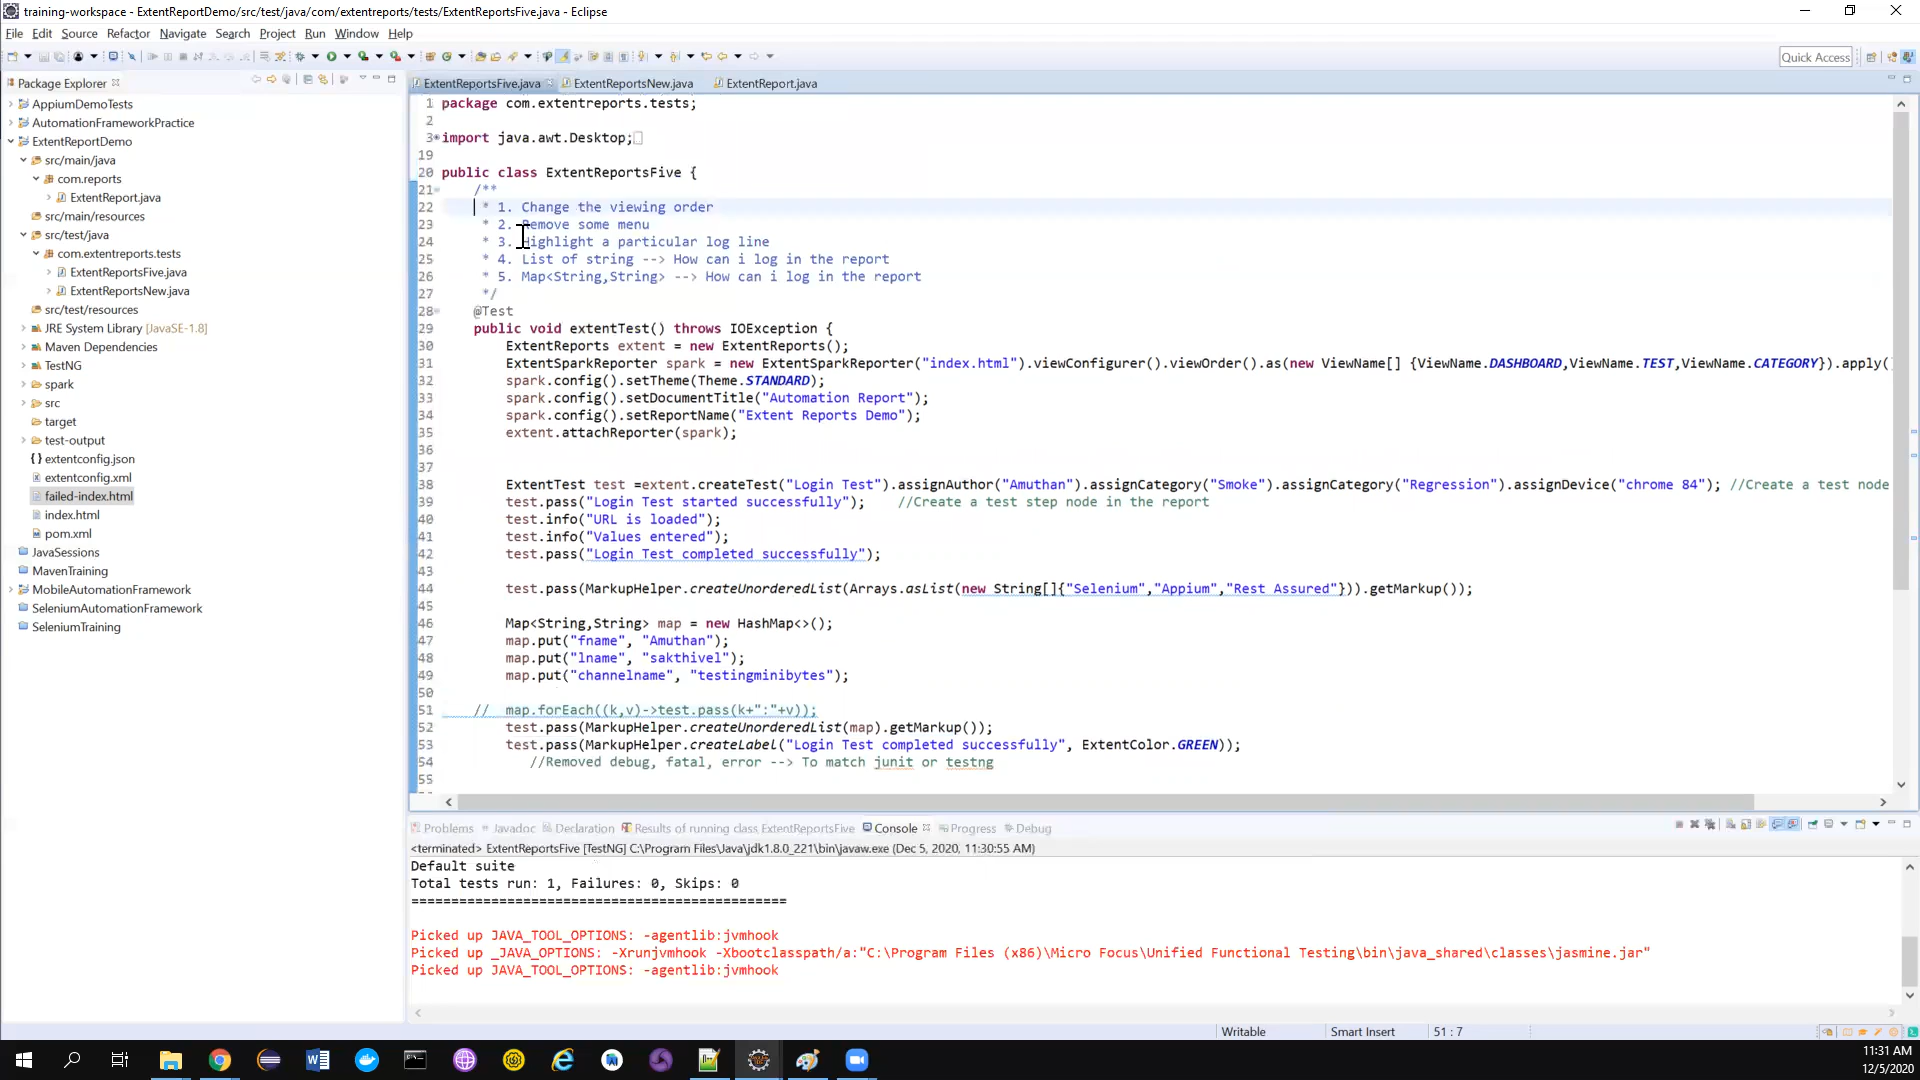 training-workspace - ExtentReportDemo/src/test/java/com/extentreports/tests/ExtentReportsFive.java - Eclipse
File Edit Source Refactor Navigate Search Project Run Window Help
Quick Access
Package Explorer
AppiumDemoTests
AutomationFrameworkPractice
ExtentReportDemo
src/main/java
com.reports
ExtentReport.java
src/main/resources
src/test/java
com.extentreports.tests
ExtentReportsFive.java
ExtentReportsNew.java
src/test/resources
JRE System Library [JavaSE-1.8]
Maven Dependencies
TestNG
spark
src
target
test-output
extentconfig.json
extentconfig.xml
failed-index.html
index.html
pom.xml
JavaSessions
MavenTraining
MobileAutomationFramework
SeleniumAutomationFramework
SeleniumTraining
ExtentReportsFive.java ExtentReportsNew.java ExtentReport.java
1 package com.extentreports.tests;
2
3 import java.awt.Desktop;
19
20 public class ExtentReportsFive {
21 /**
22 * 1. Change the viewing order
23 * 2. Remove some menu
24 * 3. Highlight a particular log line
25 * 4. List of string --> How can i log in the report
26 * 5. Map<String,String> --> How can i log in the report
27 */
28 @Test
29 public void extentTest() throws IOException {
30 ExtentReports extent = new ExtentReports();
31 ExtentSparkReporter spark = new ExtentSparkReporter("index.html").viewConfigurer().viewOrder().as(new ViewName[] {ViewName.DASHBOARD,ViewName.TEST,ViewName.CATEGORY}).apply()
32 spark.config().setTheme(Theme.STANDARD);
33 spark.config().setDocumentTitle("Automation Report");
34 spark.config().setReportName("Extent Reports Demo");
35 extent.attachReporter(spark);
36
37
38 ExtentTest test =extent.createTest("Login Test").assignAuthor("Amuthan").assignCategory("Smoke").assignCategory("Regression").assignDevice("chrome 84"); //Create a test node
39 test.pass("Login Test started successfully"); //Create a test step node in the report
40 test.info("URL is loaded");
41 test.info("Values entered");
42 test.pass("Login Test completed successfully");
43
44 test.pass(MarkupHelper.createUnorderedList(Arrays.asList(new String[]{"Selenium","Appium","Rest Assured"})).getMarkup());
45
46 Map<String,String> map = new HashMap<>();
47 map.put("fname", "Amuthan");
48 map.put("lname", "sakthivel");
49 map.put("channelname", "testingminibytes");
50
51 // map.forEach((k,v)->test.pass(k+":"+v));
52 test.pass(MarkupHelper.createUnorderedList(map).getMarkup());
53 test.pass(MarkupHelper.createLabel("Login Test completed successfully", ExtentColor.GREEN));
54 //Removed debug, fatal, error --> To match junit or testng
55
Problems Javadoc Declaration Results of running class ExtentReportsFive Console Progress Debug
<terminated> ExtentReportsFive [TestNG] C:\Program Files\Java\jdk1.8.0_221\bin\javaw.exe (Dec 5, 2020, 11:30:55 AM)
Default suite
Total tests run: 1, Failures: 0, Skips: 0
===============================================
Picked up JAVA_TOOL_OPTIONS: -agentlib:jvmhook
Picked up _JAVA_OPTIONS: -Xrunjvmhook -Xbootclasspath/a:"C:\Program Files (x86)\Micro Focus\Unified Functional Testing\bin\java_shared\classes\jasmine.jar"
Picked up JAVA_TOOL_OPTIONS: -agentlib:jvmhook
Writable Smart Insert 51 : 7
11:31 AM
12/5/2020